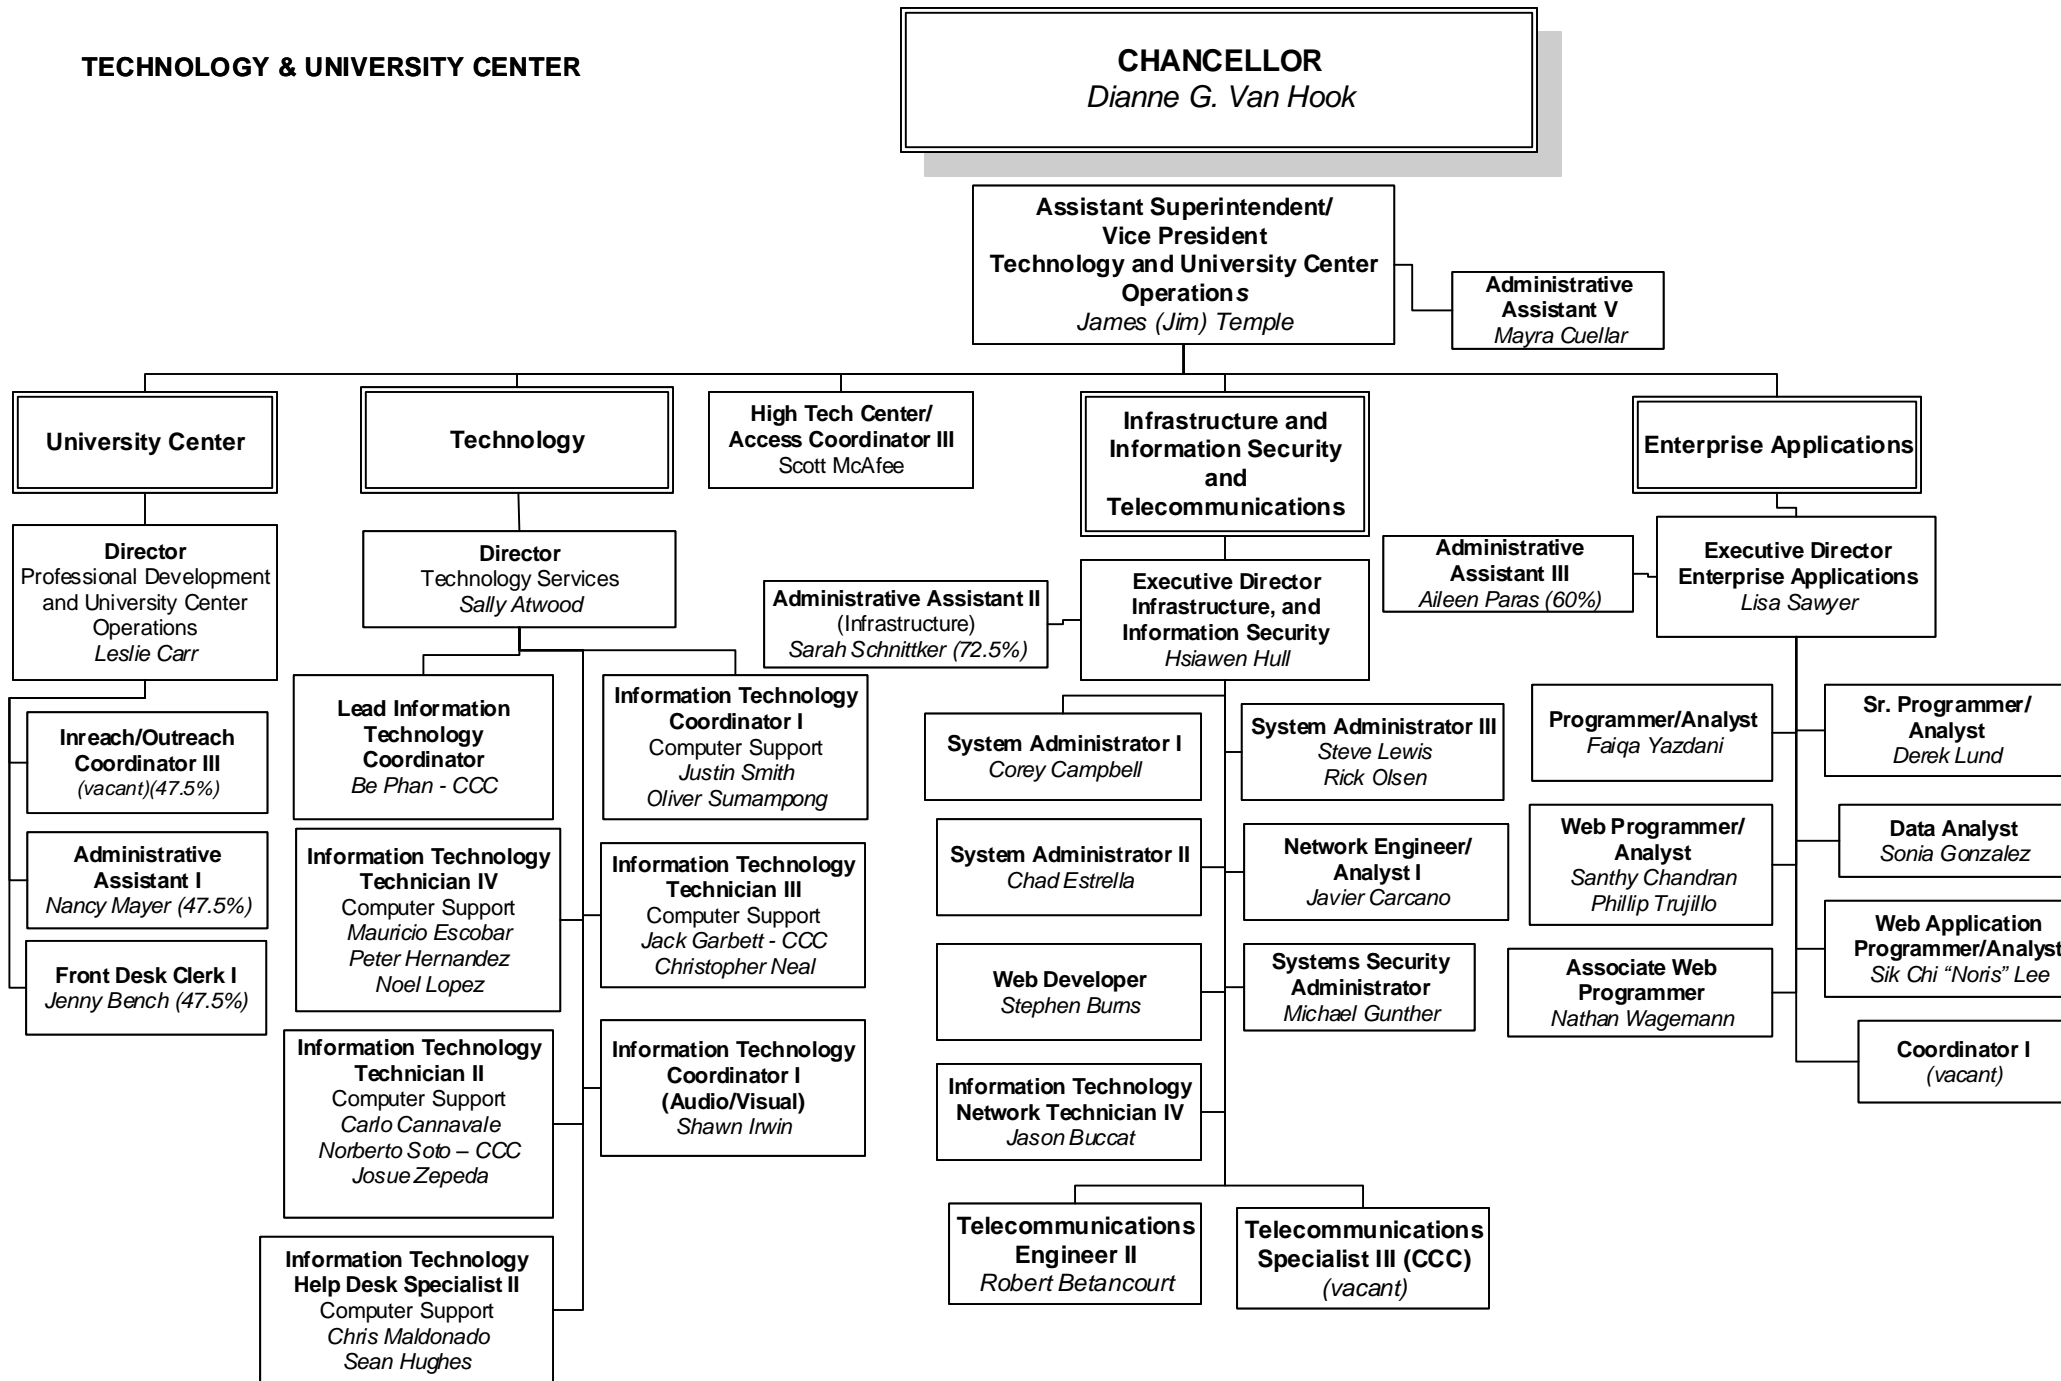 TECHNOLOGY & UNIVERSITY CENTER
CHANCELLOR
Dianne G. Van Hook
Assistant Superintendent/
Vice President
Technology and University Center
Operations
James (Jim) Temple
Administrative
Assistant V
Mayra Cuellar
University Center
Technology
High Tech Center/
Access Coordinator III
Scott McAfee
Infrastructure and
Information Security
and
Telecommunications
Enterprise Applications
Director
Professional Development
and University Center
Operations
Leslie Carr
Director
Technology Services
Sally Atwood
Administrative Assistant II
(Infrastructure)
Sarah Schnittker (72.5%)
Executive Director
Infrastructure, and
Information Security
Hsiawen Hull
Administrative
Assistant III
Aileen Paras (60%)
Executive Director
Enterprise Applications
Lisa Sawyer
Inreach/Outreach
Coordinator III
(vacant)(47.5%)
Administrative
Assistant I
Nancy Mayer (47.5%)
Front Desk Clerk I
Jenny Bench (47.5%)
Lead Information
Technology
Coordinator
Be Phan - CCC
Information Technology
Coordinator I
Computer Support
Justin Smith
Oliver Sumampong
Information Technology
Technician IV
Computer Support
Mauricio Escobar
Peter Hernandez
Noel Lopez
Information Technology
Technician III
Computer Support
Jack Garbett - CCC
Christopher Neal
Information Technology
Technician II
Computer Support
Carlo Cannavale
Norberto Soto – CCC
Josue Zepeda
Information Technology
Coordinator I
(Audio/Visual)
Shawn Irwin
Information Technology
Help Desk Specialist II
Computer Support
Chris Maldonado
Sean Hughes
System Administrator I
Corey Campbell
System Administrator III
Steve Lewis
Rick Olsen
System Administrator II
Chad Estrella
Network Engineer/
Analyst I
Javier Carcano
Web Developer
Stephen Burns
Systems Security
Administrator
Michael Gunther
Information Technology
Network Technician IV
Jason Buccat
Telecommunications
Engineer II
Robert Betancourt
Telecommunications
Specialist III (CCC)
(vacant)
Programmer/Analyst
Faiqa Yazdani
Sr. Programmer/
Analyst
Derek Lund
Web Programmer/
Analyst
Santhy Chandran
Phillip Trujillo
Data Analyst
Sonia Gonzalez
Associate Web
Programmer
Nathan Wagemann
Web Application
Programmer/Analyst
Sik Chi “Noris” Lee
Coordinator I
(vacant)